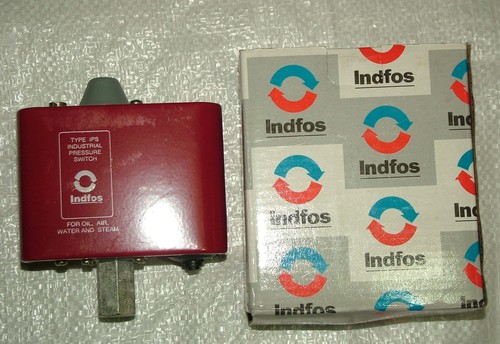 TYPE IPS
INDUSTRIAL
PRESSURE
SWITCH
Indfos
FOR OIL, AIR,
WATER AND STEAM
Indfos
Indfos
Indfos
Indfos
Indfos
Indfos
Indfos